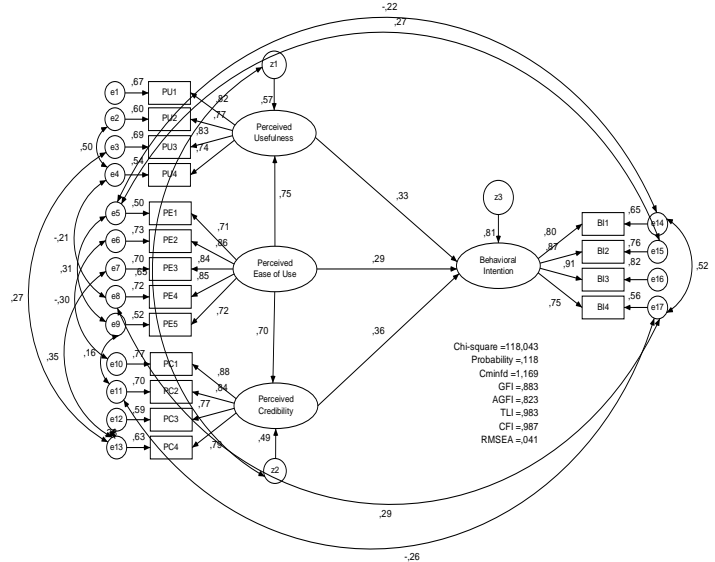 -,22
,27
z1
e1
,67
PU1
,82
,57
e2
,60
PU2
,77
Perceived
Usefulness
e3
,69
PU3
,83
,50
e4
,54
PU4
,74
,75
,33
z3
e5
,50
PE1
,71
,81
,80
BI1
,65
e14
e6
,73
PE2
,86
,87
BI2
,76
e15
-,21
e7
,70
PE3
,84
Perceived
Ease of Use
,29
Behavioral
Intention
,91
BI3
,82
e16
,52
,31
,65
e8
,72
PE4
,85
,75
BI4
,56
e17
,27
-,30
e9
,52
PE5
,72
,70
,36
,35
,16
e10
,77
PC1
,88
e11
,70
PC2
,84
Perceived
Credibility
e12
,59
PC3
,77
e13
,63
PC4
,79
,49
z2
Chi-square =118,043
Probability =,118
Cminfd =1,169
GFI =,883
AGFI =,823
TLI =,983
CFI =,987
RMSEA =,041
,29
-,26